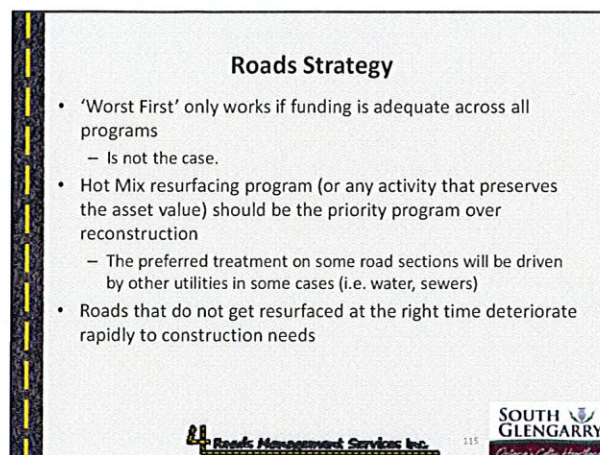 Roads Strategy
• 'Worst First' only works if funding is adequate across all
programs
– Is not the case.
• Hot Mix resurfacing program (or any activity that preserves
the asset value) should be the priority program over
reconstruction
– The preferred treatment on some road sections will be driven
by other utilities in some cases (i.e. water, sewers)
• Roads that do not get resurfaced at the right time deteriorate
rapidly to construction needs
4 Roads Management Services Inc.
115
SOUTH
GLENGARRY